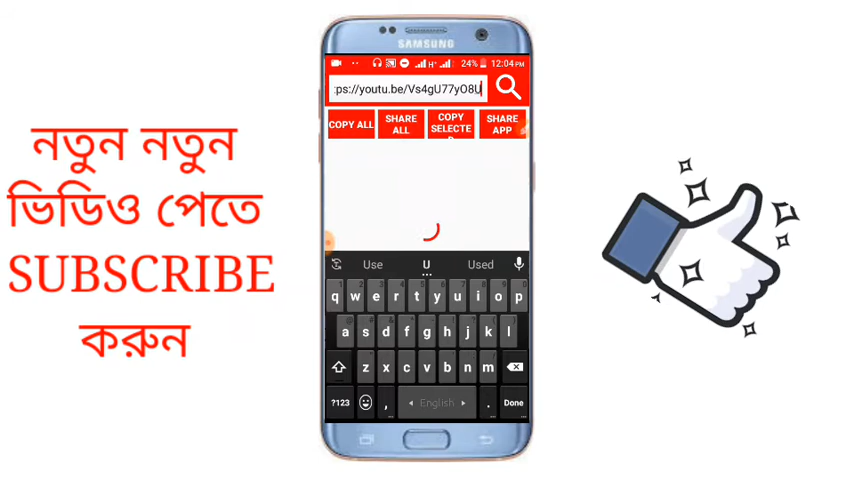 নতুন নতুন
ভিডিও পেতে
SUBSCRIBE
করুন
SAMSUNG
H+ 24% 12:04 PM
:ps://youtu.be/Vs4gU77yO8U
COPY ALL
SHARE ALL
COPY SELECTED
SHARE APP
Use U Used
q w e r t y u i o p
a s d f g h j k l
z x c v b n m
?123 , English . Done